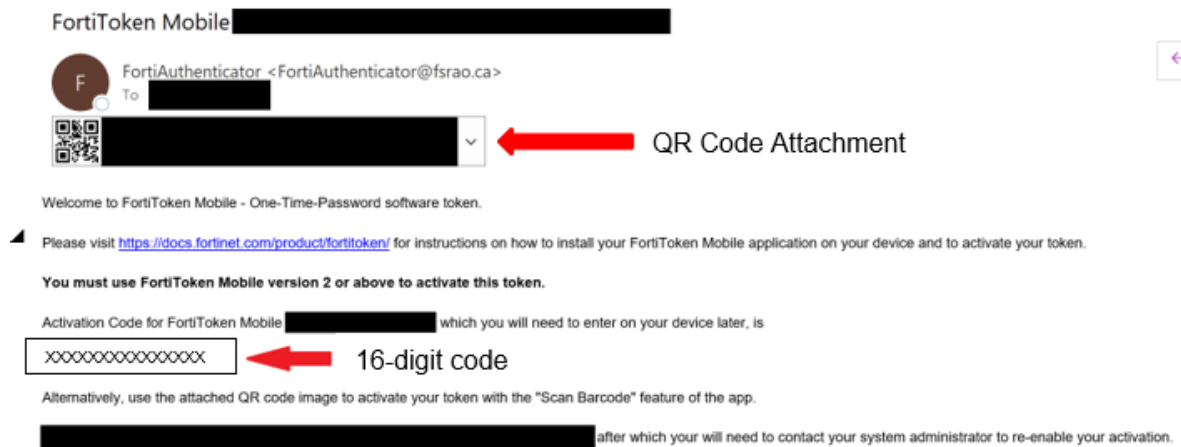 FortiToken Mobile
F
FortiAuthenticator <FortiAuthenticator@fsrao.ca>
To
QR Code Attachment
Welcome to FortiToken Mobile - One-Time-Password software token.
Please visit https://docs.fortinet.com/product/fortitoken/ for instructions on how to install your FortiToken Mobile application on your device and to activate your token.
You must use FortiToken Mobile version 2 or above to activate this token.
Activation Code for FortiToken Mobile which you will need to enter on your device later, is
XXXXXXXXXXXXXXXX 16-digit code
Alternatively, use the attached QR code image to activate your token with the "Scan Barcode" feature of the app.
after which your will need to contact your system administrator to re-enable your activation.